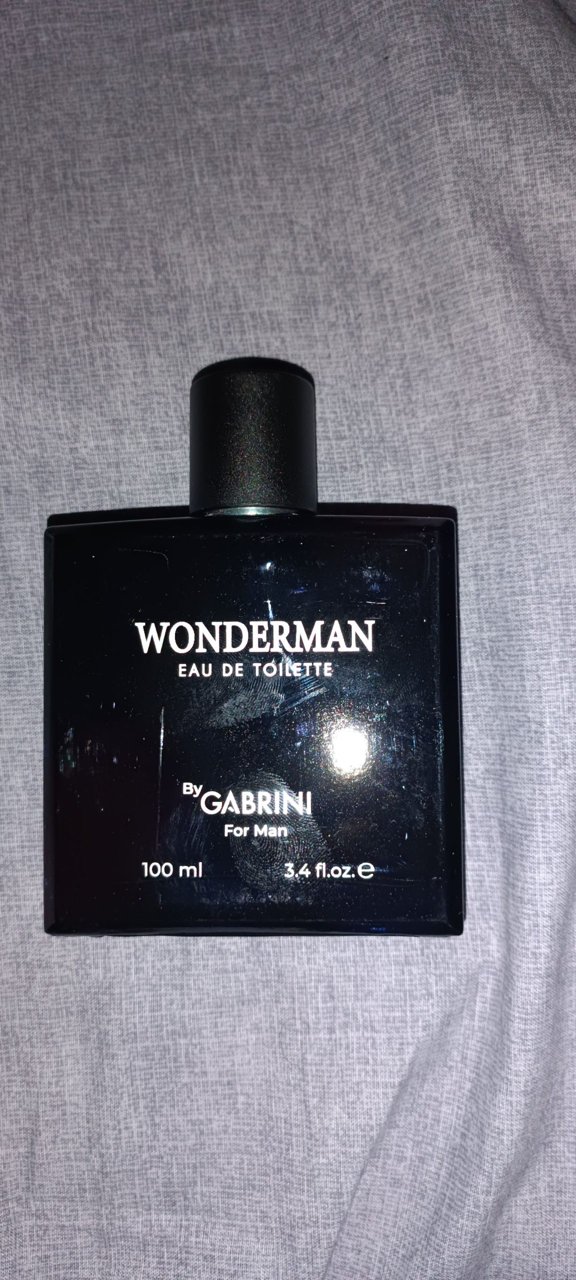 WONDERMAN
EAU DE TOILETTE
By GABRINI
For Man
100 ml 3.4 fl.oz.℮